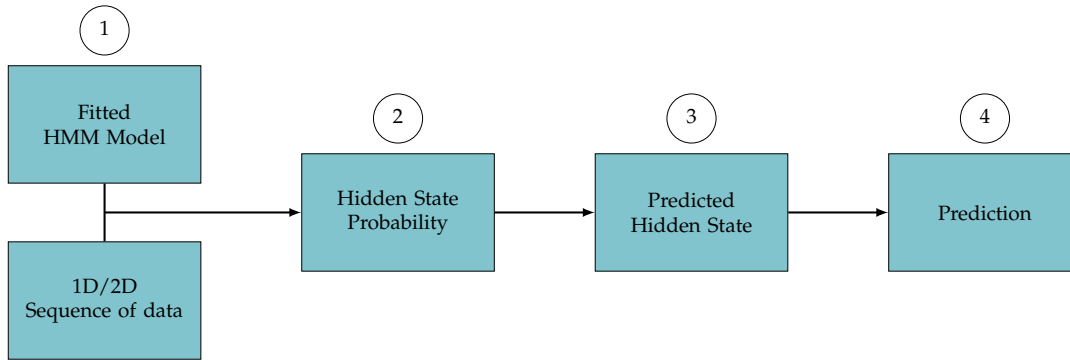 1
Fitted
HMM Model
1D/2D
Sequence of data
2
Hidden State
Probability
3
Predicted
Hidden State
4
Prediction